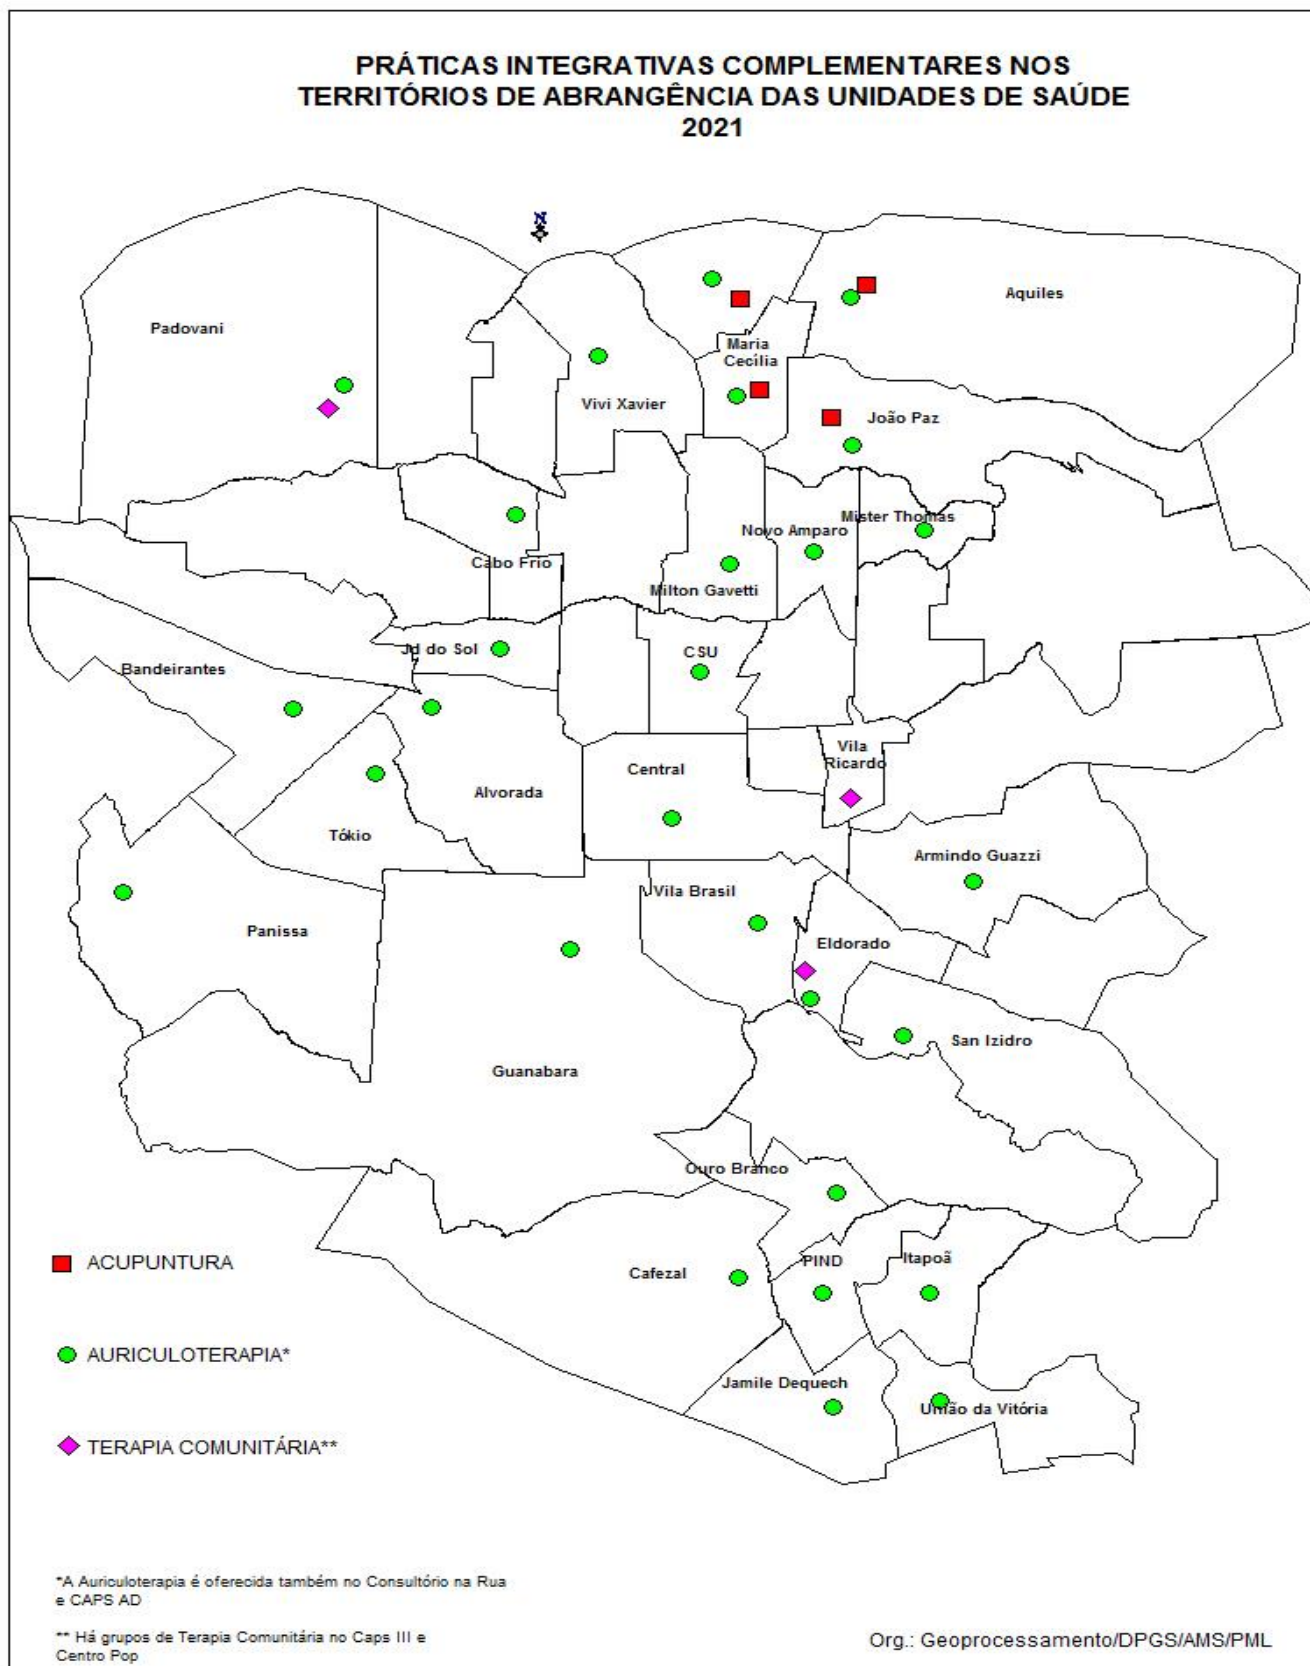 PRÁTICAS INTEGRATIVAS COMPLEMENTARES NOS
TERRITÓRIOS DE ABRANGÊNCIA DAS UNIDADES DE SAÚDE
2021
N
Aquiles
Padovani
Maria
Cecília
Vivi Xavier
João Paz
Mister Thomas
Novo Amparo
Cabo Frio
Milton Gavetti
Jd do Sol
CSU
Bandeirantes
Vila
Ricardo
Central
Alvorada
Tókio
Armindo Guazzi
Vila Brasil
Panissa
Eldorado
San Izidro
Guanabara
Ouro Branco
Cafezal
PIND
Itapoã
Jamile Dequech
União da Vitória
ACUPUNTURA
AURICULOTERAPIA*
TERAPIA COMUNITÁRIA**
*A Auriculoterapia é oferecida também no Consultório na Rua
e CAPS AD
** Há grupos de Terapia Comunitária no Caps III e
Centro Pop
Org.: Geoprocessamento/DPGS/AMS/PML